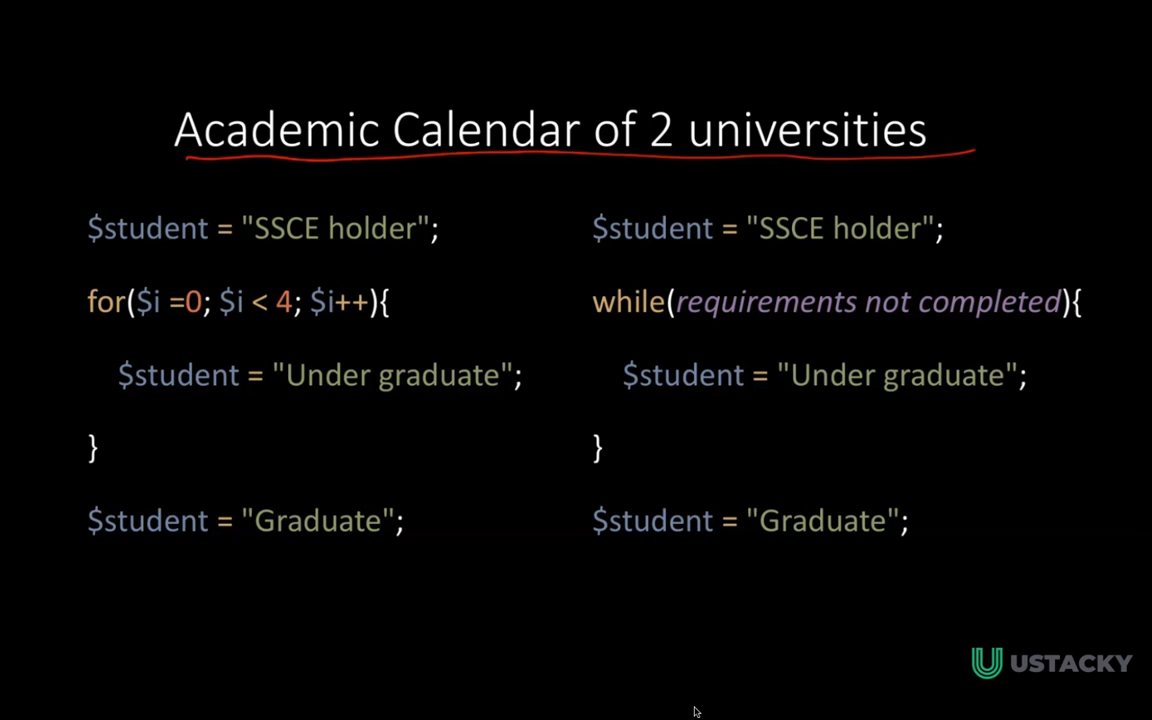 Academic Calendar of 2 universities
$student = "SSCE holder";
for($i =0; $i < 4; $i++){
$student = "Under graduate";
}
$student = "Graduate";
$student = "SSCE holder";
while(requirements not completed){
$student = "Under graduate";
}
$student = "Graduate";
USTACKY